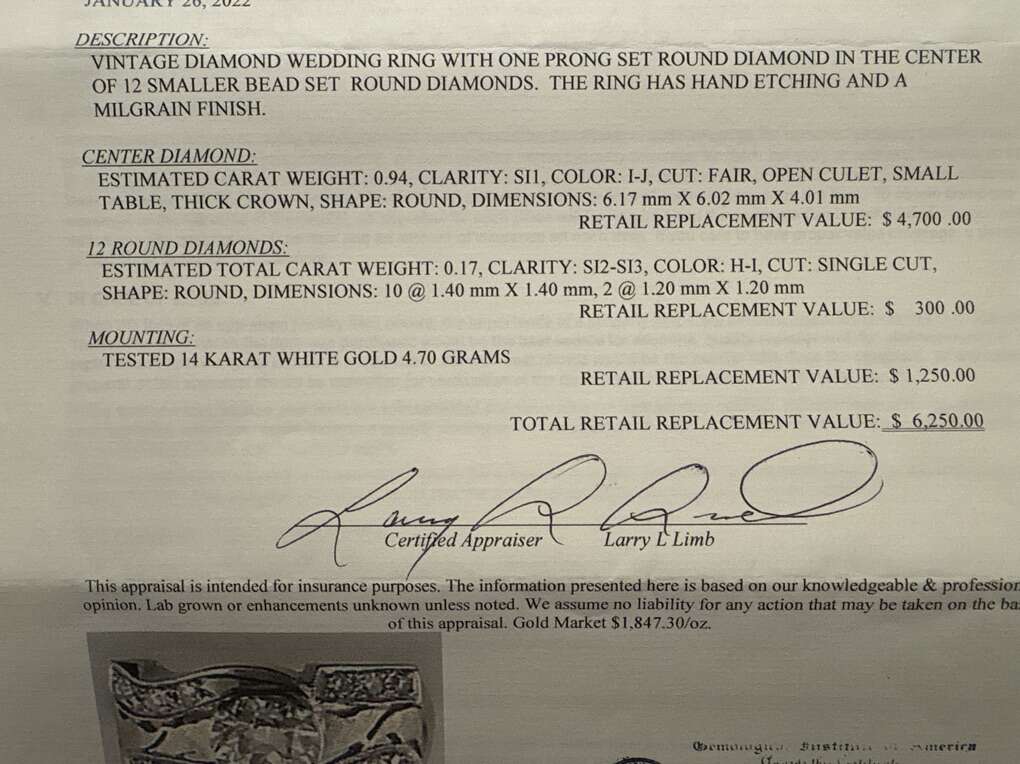 JANUARY 26, 2022
DESCRIPTION:
VINTAGE DIAMOND WEDDING RING WITH ONE PRONG SET ROUND DIAMOND IN THE CENTER
OF 12 SMALLER BEAD SET ROUND DIAMONDS. THE RING HAS HAND ETCHING AND A
MILGRAIN FINISH.
CENTER DIAMOND:
ESTIMATED CARAT WEIGHT: 0.94, CLARITY: SI1, COLOR: I-J, CUT: FAIR, OPEN CULET, SMALL
TABLE, THICK CROWN, SHAPE: ROUND, DIMENSIONS: 6.17 mm X 6.02 mm X 4.01 mm
RETAIL REPLACEMENT VALUE: $ 4,700 .00
12 ROUND DIAMONDS:
ESTIMATED TOTAL CARAT WEIGHT: 0.17, CLARITY: SI2-SI3, COLOR: H-I, CUT: SINGLE CUT,
SHAPE: ROUND, DIMENSIONS: 10 @ 1.40 mm X 1.40 mm, 2 @ 1.20 mm X 1.20 mm
RETAIL REPLACEMENT VALUE: $ 300 .00
MOUNTING:
TESTED 14 KARAT WHITE GOLD 4.70 GRAMS
RETAIL REPLACEMENT VALUE: $ 1,250.00
TOTAL RETAIL REPLACEMENT VALUE: $ 6,250.00
Certified Appraiser Larry L Limb
This appraisal is intended for insurance purposes. The information presented here is based on our knowledgeable & profession
opinion. Lab grown or enhancements unknown unless noted. We assume no liability for any action that may be taken on the ba
of this appraisal. Gold Market $1,847.30/oz.